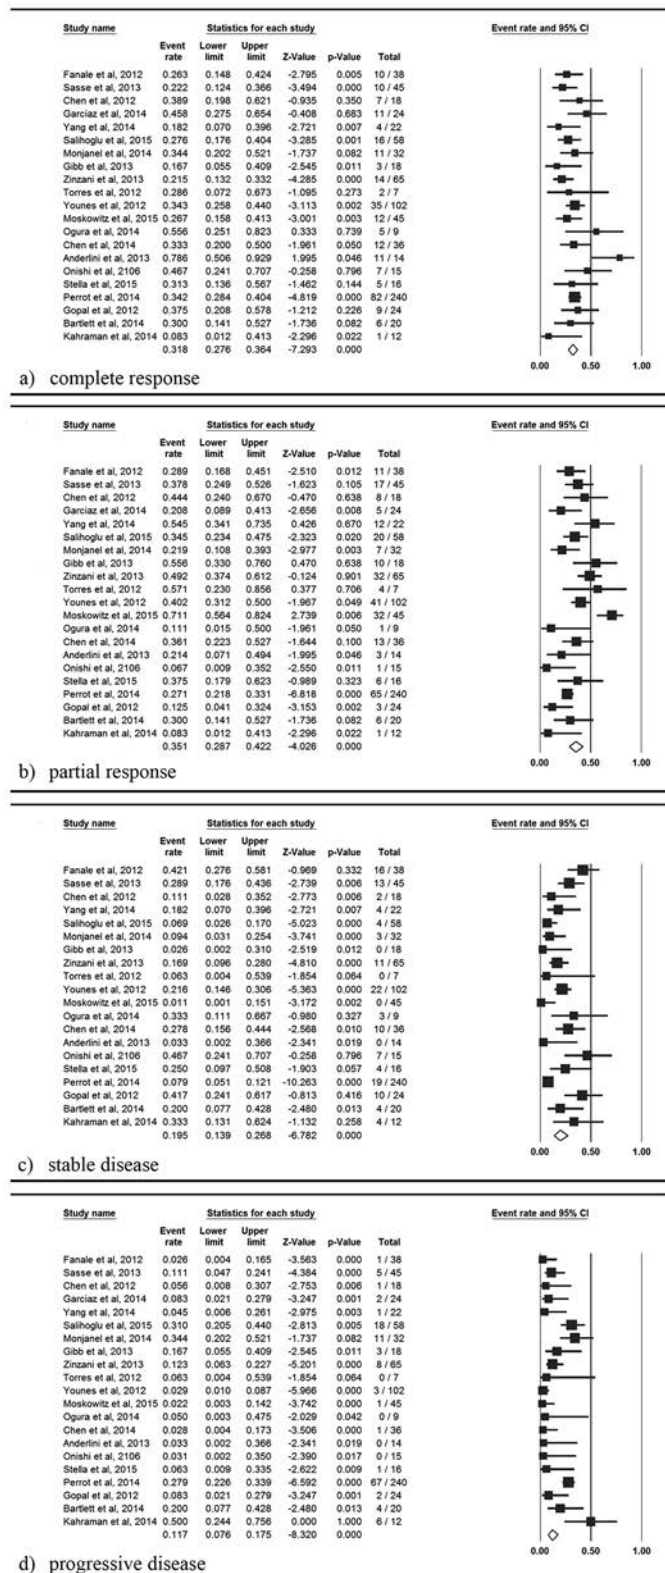 Study name Statistics for each study Event rate and 95% CI
Event rate Lower limit Upper limit Z-Value p-Value Total
Fanale et al, 2012 0.263 0.148 0.424 -2.795 0.005 10 / 38
Sasse et al, 2013 0.222 0.124 0.366 -3.494 0.000 10 / 45
Chen et al, 2012 0.389 0.198 0.621 -0.935 0.350 7 / 18
Garciaz et al, 2014 0.458 0.275 0.654 -0.408 0.683 11 / 24
Yang et al, 2014 0.182 0.070 0.396 -2.721 0.007 4 / 22
Salihoglu et al, 2015 0.276 0.176 0.404 -3.285 0.001 16 / 58
Monjanel et al, 2014 0.344 0.202 0.521 -1.737 0.082 11 / 32
Gibb et al, 2013 0.167 0.055 0.409 -2.545 0.011 3 / 18
Zinzani et al, 2013 0.215 0.132 0.332 -4.285 0.000 14 / 65
Torres et al, 2012 0.286 0.072 0.673 -1.095 0.273 2 / 7
Younes et al, 2012 0.343 0.258 0.440 -3.113 0.002 35 / 102
Moskowitz et al, 2015 0.267 0.158 0.413 -3.001 0.003 12 / 45
Ogura et al, 2014 0.556 0.251 0.823 0.333 0.739 5 / 9
Chen et al, 2014 0.333 0.200 0.500 -1.961 0.050 12 / 36
Anderlini et al, 2013 0.786 0.506 0.929 1.995 0.046 11 / 14
Onishi et al, 2106 0.467 0.241 0.707 -0.258 0.796 7 / 15
Stella et al, 2015 0.313 0.136 0.567 -1.462 0.144 5 / 16
Perrot et al, 2014 0.342 0.284 0.404 -4.819 0.000 82 / 240
Gopal et al, 2012 0.375 0.208 0.578 -1.212 0.226 9 / 24
Bartlett et al, 2014 0.300 0.141 0.527 -1.736 0.082 6 / 20
Kahraman et al, 2014 0.083 0.012 0.413 -2.296 0.022 1 / 12
0.318 0.276 0.364 -7.293 0.000
0.00 0.50 1.00
a) complete response
Study name Statistics for each study Event rate and 95% CI
Event rate Lower limit Upper limit Z-Value p-Value Total
Fanale et al, 2012 0.289 0.168 0.451 -2.510 0.012 11 / 38
Sasse et al, 2013 0.378 0.249 0.526 -1.623 0.105 17 / 45
Chen et al, 2012 0.444 0.240 0.670 -0.470 0.638 8 / 18
Garciaz et al, 2014 0.208 0.089 0.413 -2.656 0.008 5 / 24
Yang et al, 2014 0.545 0.341 0.735 0.426 0.670 12 / 22
Salihoglu et al, 2015 0.345 0.234 0.475 -2.323 0.020 20 / 58
Monjanel et al, 2014 0.219 0.108 0.393 -2.977 0.003 7 / 32
Gibb et al, 2013 0.556 0.330 0.760 0.470 0.638 10 / 18
Zinzani et al, 2013 0.492 0.374 0.612 -0.124 0.901 32 / 65
Torres et al, 2012 0.571 0.230 0.856 0.377 0.706 4 / 7
Younes et al, 2012 0.402 0.312 0.500 -1.967 0.049 41 / 102
Moskowitz et al, 2015 0.711 0.564 0.824 2.739 0.006 32 / 45
Ogura et al, 2014 0.111 0.015 0.500 -1.961 0.050 1 / 9
Chen et al, 2014 0.361 0.223 0.527 -1.644 0.100 13 / 36
Anderlini et al, 2013 0.214 0.071 0.494 -1.995 0.046 3 / 14
Onishi et al, 2106 0.067 0.009 0.352 -2.550 0.011 1 / 15
Stella et al, 2015 0.375 0.179 0.623 -0.989 0.323 6 / 16
Perrot et al, 2014 0.271 0.218 0.331 -6.818 0.000 65 / 240
Gopal et al, 2012 0.125 0.041 0.324 -3.153 0.002 3 / 24
Bartlett et al, 2014 0.300 0.141 0.527 -1.736 0.082 6 / 20
Kahraman et al, 2014 0.083 0.012 0.413 -2.296 0.022 1 / 12
0.351 0.287 0.422 -4.026 0.000
0.00 0.50 1.00
b) partial response
Study name Statistics for each study Event rate and 95% CI
Event rate Lower limit Upper limit Z-Value p-Value Total
Fanale et al, 2012 0.421 0.276 0.581 -0.969 0.332 16 / 38
Sasse et al, 2013 0.289 0.176 0.436 -2.739 0.006 13 / 45
Chen et al, 2012 0.111 0.028 0.352 -2.773 0.006 2 / 18
Yang et al, 2014 0.182 0.070 0.396 -2.721 0.007 4 / 22
Salihoglu et al, 2015 0.069 0.026 0.170 -5.023 0.000 4 / 58
Monjanel et al, 2014 0.094 0.031 0.254 -3.741 0.000 3 / 32
Gibb et al, 2013 0.026 0.002 0.310 -2.519 0.012 0 / 18
Zinzani et al, 2013 0.169 0.096 0.280 -4.810 0.000 11 / 65
Torres et al, 2012 0.063 0.004 0.539 -1.854 0.064 0 / 7
Younes et al, 2012 0.216 0.146 0.306 -5.363 0.000 22 / 102
Moskowitz et al, 2015 0.011 0.001 0.151 -3.172 0.002 0 / 45
Ogura et al, 2014 0.333 0.111 0.667 -0.980 0.327 3 / 9
Chen et al, 2014 0.278 0.156 0.444 -2.568 0.010 10 / 36
Anderlini et al, 2013 0.033 0.002 0.366 -2.341 0.019 0 / 14
Onishi et al, 2106 0.467 0.241 0.707 -0.258 0.796 7 / 15
Stella et al, 2015 0.250 0.097 0.508 -1.903 0.057 4 / 16
Perrot et al, 2014 0.079 0.051 0.121 -10.263 0.000 19 / 240
Gopal et al, 2012 0.417 0.241 0.617 -0.813 0.416 10 / 24
Bartlett et al, 2014 0.200 0.077 0.428 -2.480 0.013 4 / 20
Kahraman et al, 2014 0.333 0.131 0.624 -1.132 0.258 4 / 12
0.195 0.139 0.268 -6.782 0.000
0.00 0.50 1.00
c) stable disease
Study name Statistics for each study Event rate and 95% CI
Event rate Lower limit Upper limit Z-Value p-Value Total
Fanale et al, 2012 0.026 0.004 0.165 -3.563 0.000 1 / 38
Sasse et al, 2013 0.111 0.047 0.241 -4.384 0.000 5 / 45
Chen et al, 2012 0.056 0.008 0.307 -2.753 0.006 1 / 18
Garciaz et al, 2014 0.083 0.021 0.279 -3.247 0.001 2 / 24
Yang et al, 2014 0.045 0.006 0.261 -2.975 0.003 1 / 22
Salihoglu et al, 2015 0.310 0.205 0.440 -2.813 0.005 18 / 58
Monjanel et al, 2014 0.344 0.202 0.521 -1.737 0.082 11 / 32
Gibb et al, 2013 0.167 0.055 0.409 -2.545 0.011 3 / 18
Zinzani et al, 2013 0.123 0.063 0.227 -5.201 0.000 8 / 65
Torres et al, 2012 0.063 0.004 0.539 -1.854 0.064 0 / 7
Younes et al, 2012 0.029 0.010 0.087 -5.966 0.000 3 / 102
Moskowitz et al, 2015 0.022 0.003 0.142 -3.742 0.000 1 / 45
Ogura et al, 2014 0.050 0.003 0.475 -2.029 0.042 0 / 9
Chen et al, 2014 0.028 0.004 0.173 -3.506 0.000 1 / 36
Anderlini et al, 2013 0.033 0.002 0.366 -2.341 0.019 0 / 14
Onishi et al, 2106 0.031 0.002 0.350 -2.390 0.017 0 / 15
Stella et al, 2015 0.063 0.009 0.335 -2.622 0.009 1 / 16
Perrot et al, 2014 0.279 0.226 0.339 -6.592 0.000 67 / 240
Gopal et al, 2012 0.083 0.021 0.279 -3.247 0.001 2 / 24
Bartlett et al, 2014 0.200 0.077 0.428 -2.480 0.013 4 / 20
Kahraman et al, 2014 0.500 0.244 0.756 0.000 1.000 6 / 12
0.117 0.076 0.175 -8.320 0.000
0.00 0.50 1.00
d) progressive disease